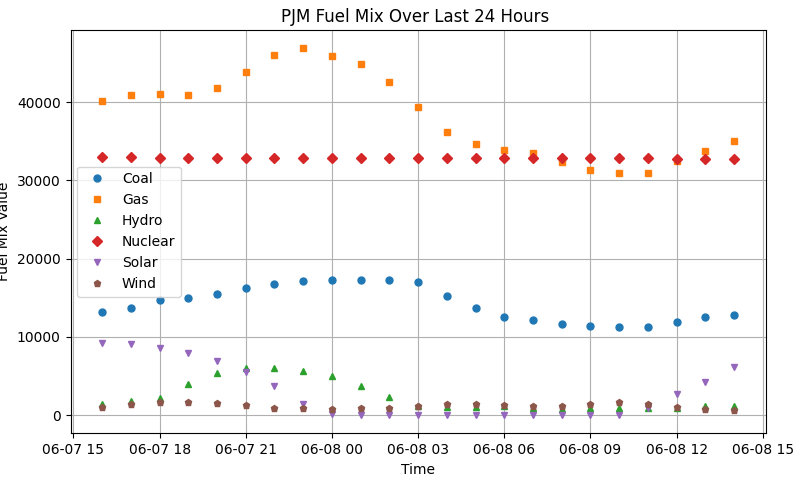 PJM Fuel Mix Over Last 24 Hours
40000
30000
20000
10000
0
Fuel Mix Value
Coal
Gas
Hydro
Nuclear
Solar
Wind
06-07 15 06-07 18 06-07 21 06-08 00 06-08 03 06-08 06 06-08 09 06-08 12 06-08 15
Time